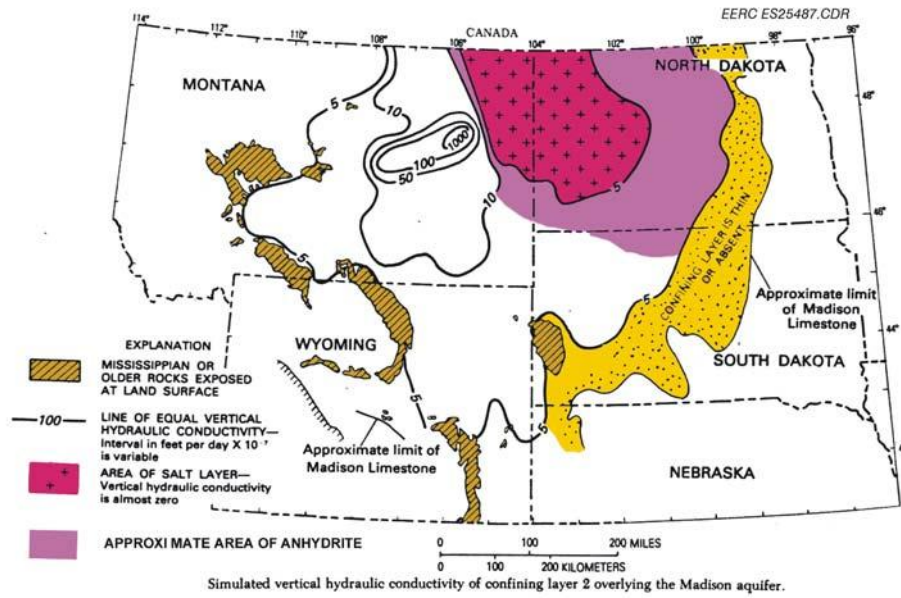 EERC ES25487.CDR
114°
112°
110°
108°
106°
CANADA
104°
102°
100°
98°
96°
MONTANA
NORTH DAKOTA
5
10
1000
100
50
10
5
48°
46°
5
CONFINING LAYER IS THIN
OR ABSENT
5
Approximate limit
of Madison
Limestone
44°
WYOMING
SOUTH DAKOTA
5
5
Approximate limit of
Madison Limestone
NEBRASKA
EXPLANATION
MISSISSIPPIAN OR
OLDER ROCKS EXPOSED
AT LAND SURFACE
100
LINE OF EQUAL VERTICAL
HYDRAULIC CONDUCTIVITY—
Interval in feet per day X 10⁻⁷
is variable
AREA OF SALT LAYER—
Vertical hydraulic conductivity
is almost zero
APPROXIMATE AREA OF ANHYDRITE
0 100 200 MILES
0 100 200 KILOMETERS
Simulated vertical hydraulic conductivity of confining layer 2 overlying the Madison aquifer.